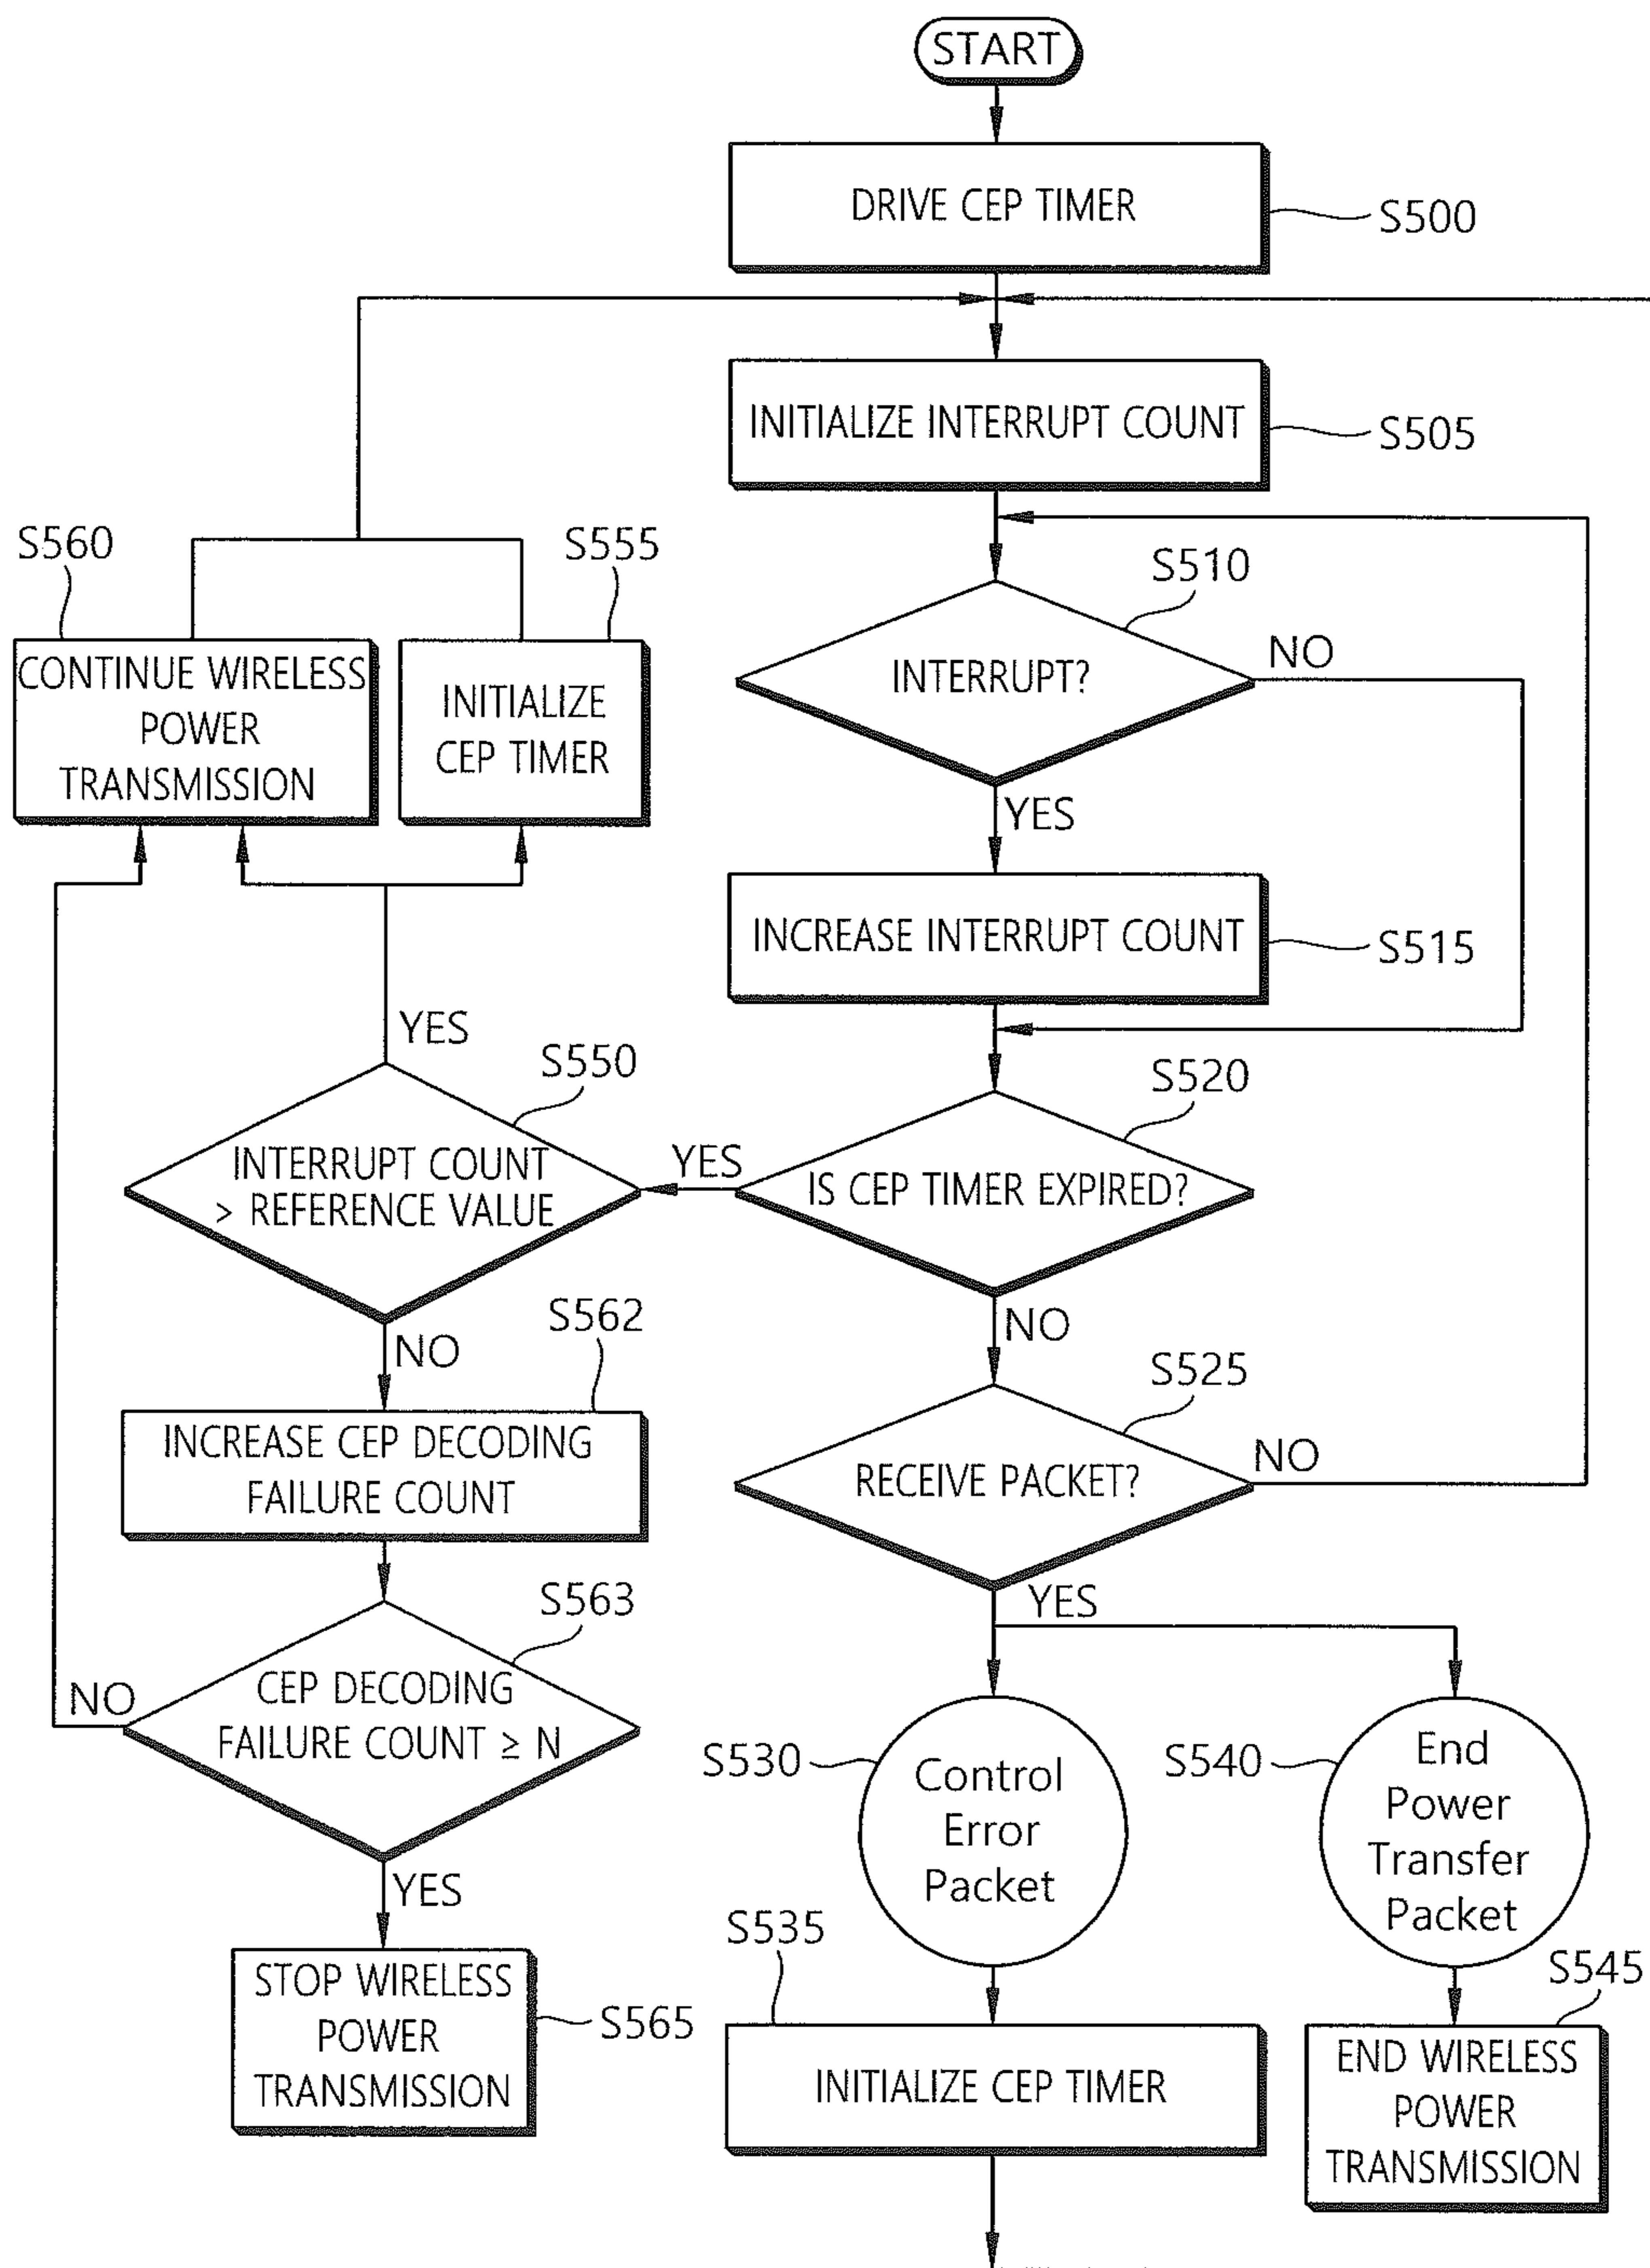 START
DRIVE CEP TIMER
S500
INITIALIZE INTERRUPT COUNT
S505
S560
S555
S510
CONTINUE WIRELESS
POWER
TRANSMISSION
INITIALIZE
CEP TIMER
INTERRUPT?
NO
YES
INCREASE INTERRUPT COUNT
S515
YES
S550
S520
INTERRUPT COUNT
> REFERENCE VALUE
YES
IS CEP TIMER EXPIRED?
NO
S562
NO
S525
INCREASE CEP DECODING
FAILURE COUNT
RECEIVE PACKET?
NO
S563
YES
CEP DECODING
FAILURE COUNT ≥ N
NO
YES
S530
Control
Error
Packet
S540
End
Power
Transfer
Packet
STOP WIRELESS
POWER
TRANSMISSION
S565
S535
INITIALIZE CEP TIMER
S545
END WIRELESS
POWER
TRANSMISSION